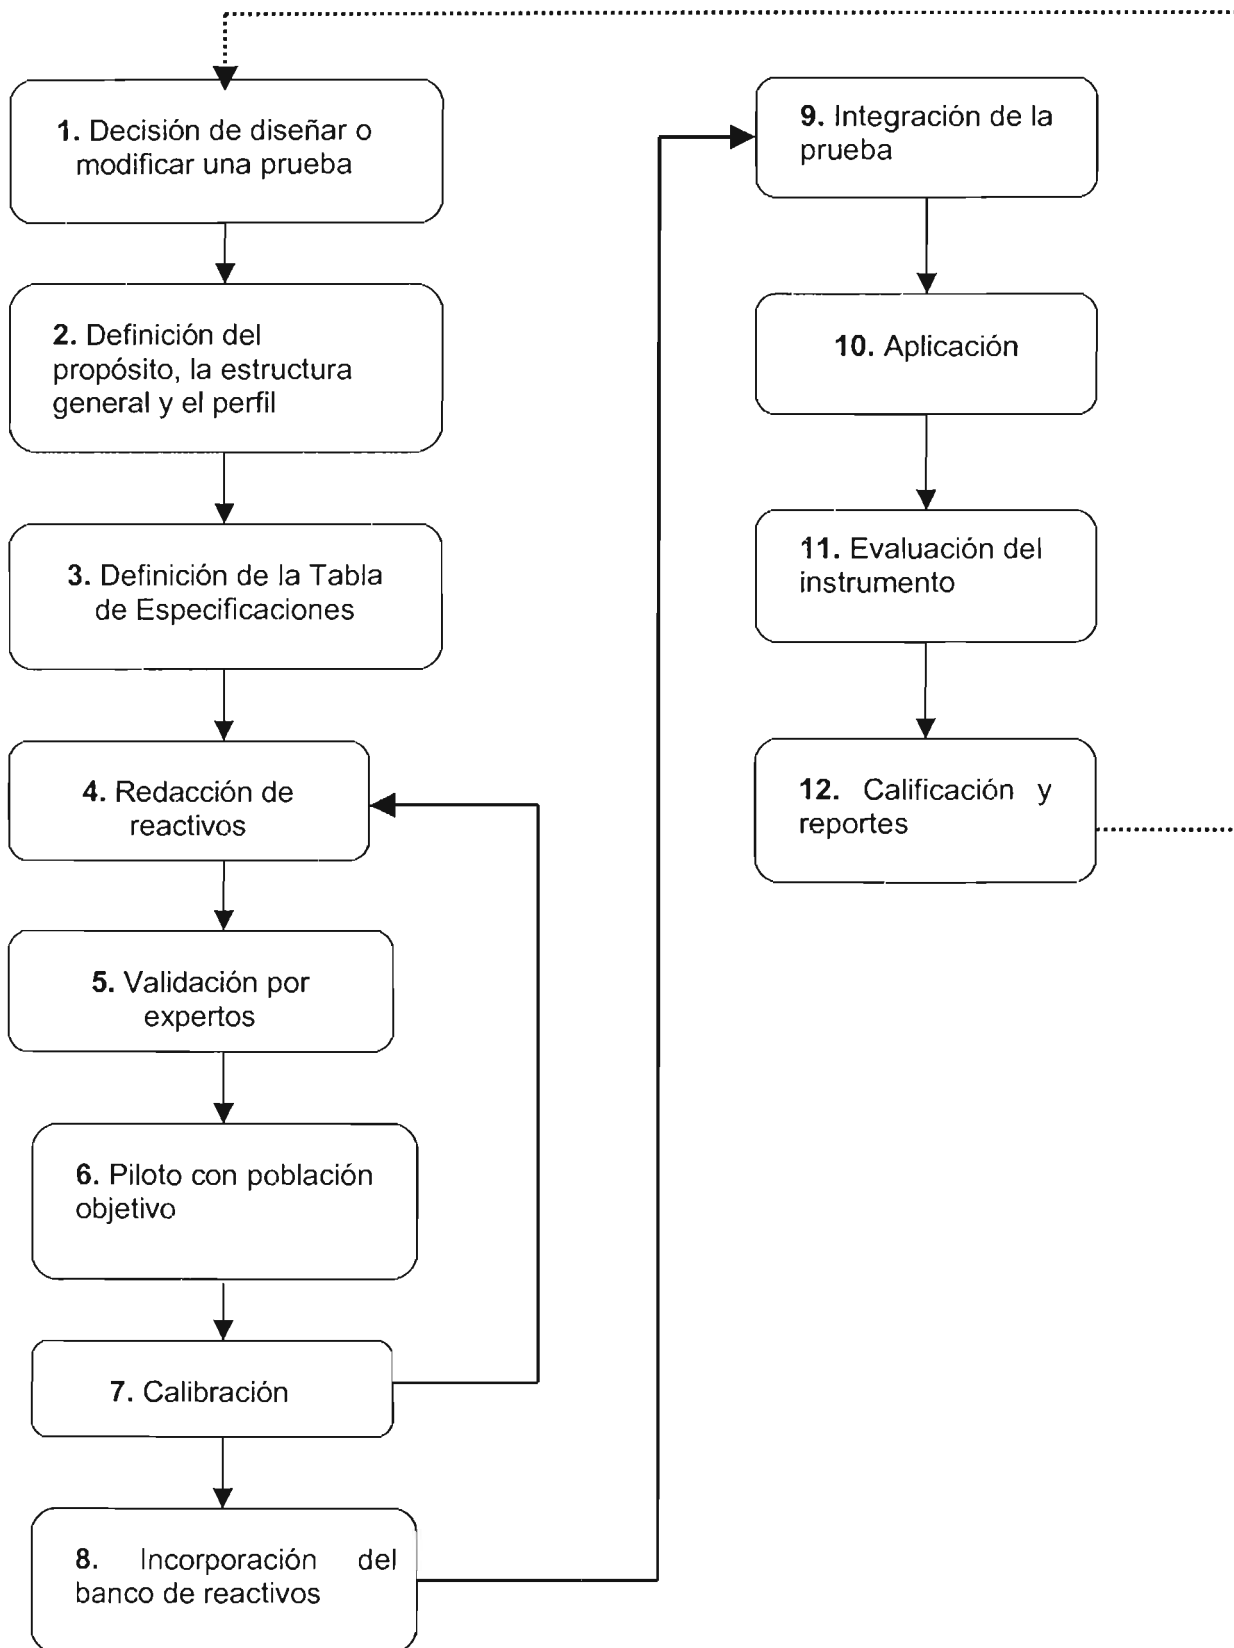 1. Decisión de diseñar o
modificar una prueba
2. Definición del
propósito, la estructura
general y el perfil
3. Definición de la Tabla
de Especificaciones
4. Redacción de
reactivos
5. Validación por
expertos
6. Piloto con población
objetivo
7. Calibración
8. Incorporación del
banco de reactivos
9. Integración de la
prueba
10. Aplicación
11. Evaluación del
instrumento
12. Calificación y
reportes